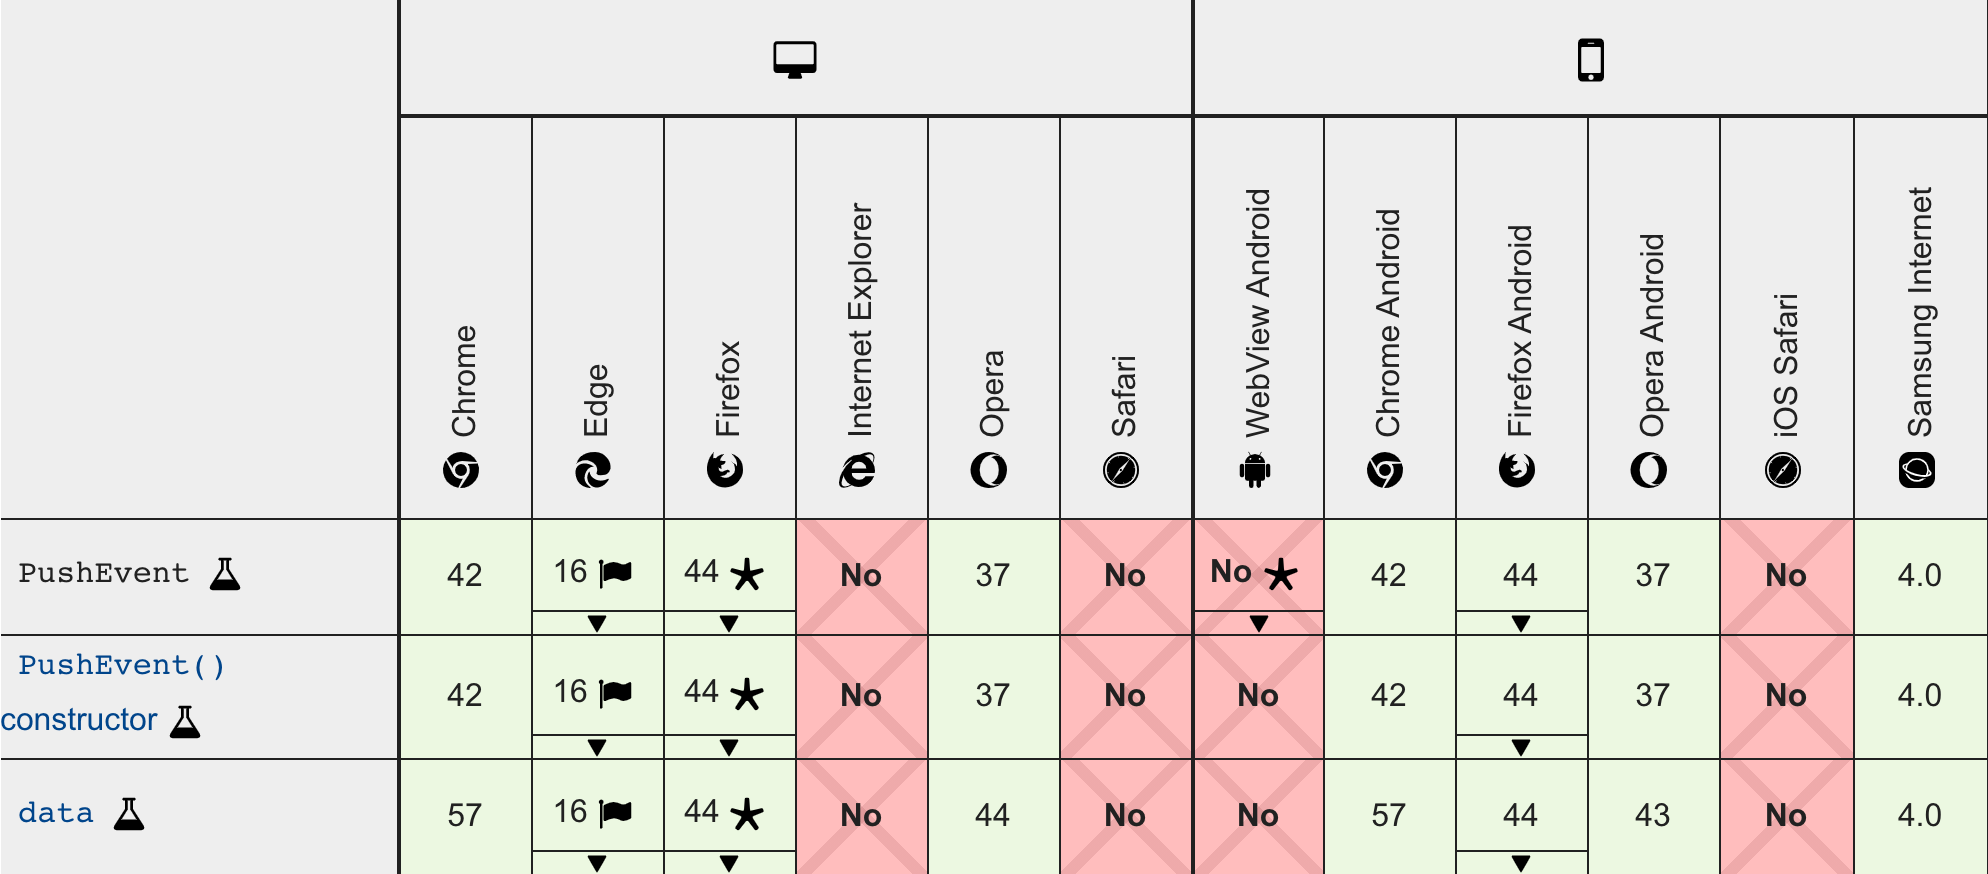 Chrome
Edge
Firefox
Internet Explorer
Opera
Safari
WebView Android
Chrome Android
Firefox Android
Opera Android
iOS Safari
Samsung Internet
PushEvent 42 16 44 No 37 No No 42 44 37 No 4.0
PushEvent()
constructor 42 16 44 No 37 No No 42 44 37 No 4.0
data 57 16 44 No 44 No No 57 44 43 No 4.0